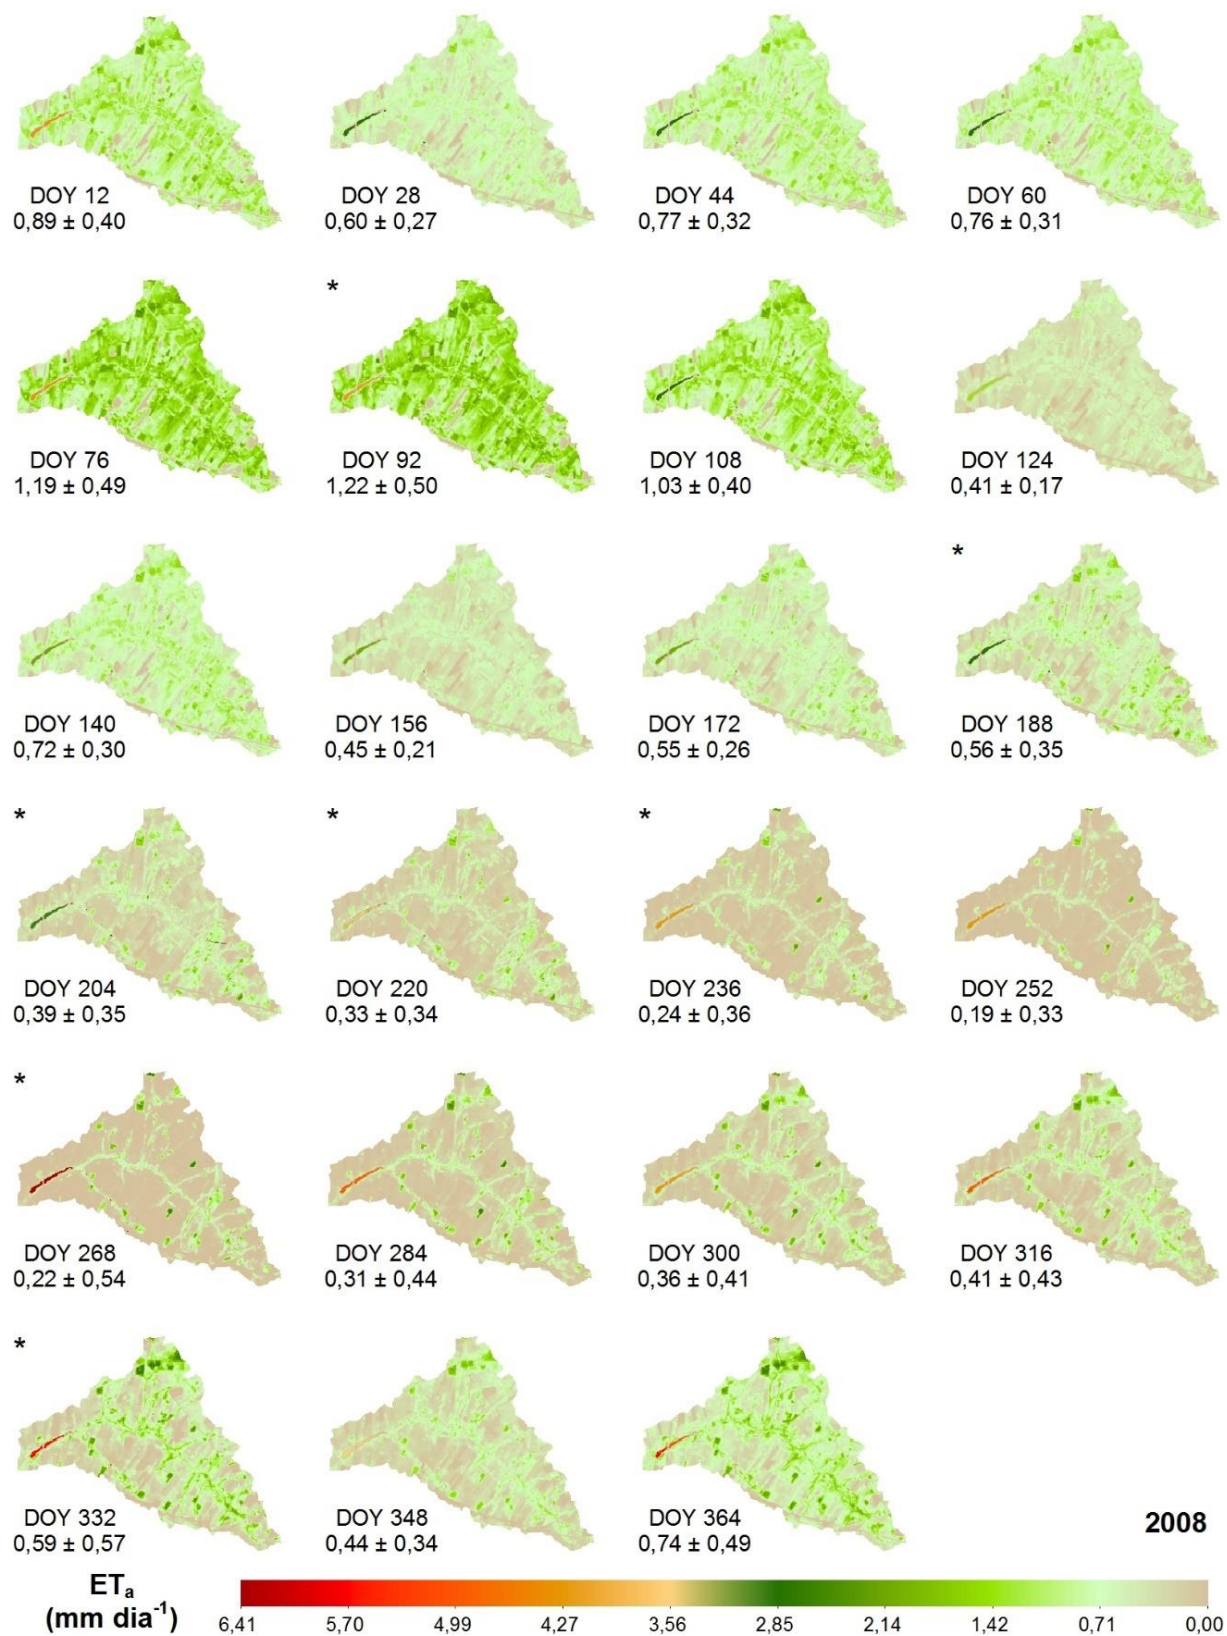 DOY 12
0,89 ± 0,40
DOY 28
0,60 ± 0,27
DOY 44
0,77 ± 0,32
DOY 60
0,76 ± 0,31
DOY 76
1,19 ± 0,49
*
DOY 92
1,22 ± 0,50
DOY 108
1,03 ± 0,40
DOY 124
0,41 ± 0,17
DOY 140
0,72 ± 0,30
DOY 156
0,45 ± 0,21
DOY 172
0,55 ± 0,26
*
DOY 188
0,56 ± 0,35
*
DOY 204
0,39 ± 0,35
*
DOY 220
0,33 ± 0,34
*
DOY 236
0,24 ± 0,36
DOY 252
0,19 ± 0,33
*
DOY 268
0,22 ± 0,54
DOY 284
0,31 ± 0,44
DOY 300
0,36 ± 0,41
DOY 316
0,41 ± 0,43
*
DOY 332
0,59 ± 0,57
DOY 348
0,44 ± 0,34
DOY 364
0,74 ± 0,49
2008
ETₐ
(mm dia⁻¹)
6,41 5,70 4,99 4,27 3,56 2,85 2,14 1,42 0,71 0,00